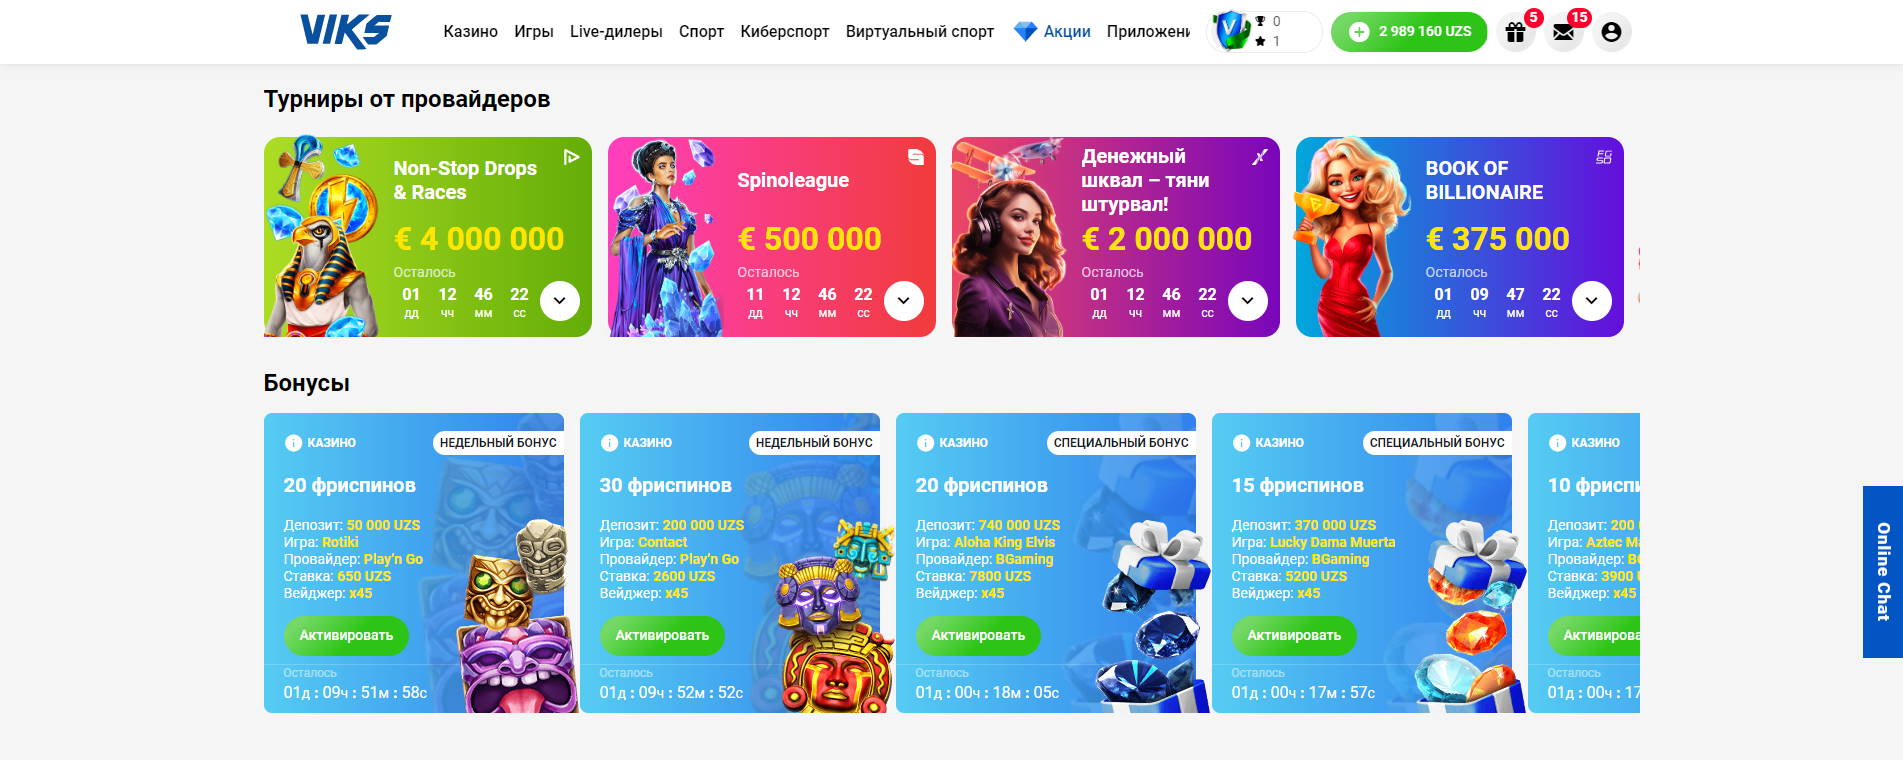 VIKS
Казино Игры Live-дилеры Спорт Киберспорт Виртуальный спорт Акции Приложени
V
0
1
2 989 160 UZS
5
15
Турниры от провайдеров
Non-Stop Drops
& Races
€ 4 000 000
Осталось
01 12 46 22
дд чч мм сс
Spinoleague
€ 500 000
Осталось
11 12 46 22
дд чч мм сс
Денежный
шквал – тяни
штурвал!
€ 2 000 000
Осталось
01 12 46 22
дд чч мм сс
BOOK OF
BILLIONAIRE
€ 375 000
Осталось
01 09 47 22
дд чч мм сс
Бонусы
КАЗИНО
НЕДЕЛЬНЫЙ БОНУС
20 фриспинов
Депозит: 50 000 UZS
Игра: Rotiki
Провайдер: Play'n Go
Ставка: 650 UZS
Вейджер: x45
Активировать
Осталось
01д : 09ч : 51м : 58с
КАЗИНО
НЕДЕЛЬНЫЙ БОНУС
30 фриспинов
Депозит: 200 000 UZS
Игра: Contact
Провайдер: Play'n Go
Ставка: 2600 UZS
Вейджер: x45
Активировать
Осталось
01д : 09ч : 52м : 52с
КАЗИНО
СПЕЦИАЛЬНЫЙ БОНУС
20 фриспинов
Депозит: 740 000 UZS
Игра: Aloha King Elvis
Провайдер: BGaming
Ставка: 7800 UZS
Вейджер: x45
Активировать
Осталось
01д : 00ч : 18м : 05с
КАЗИНО
СПЕЦИАЛЬНЫЙ БОНУС
15 фриспинов
Депозит: 370 000 UZS
Игра: Lucky Dama Muerta
Провайдер: BGaming
Ставка: 5200 UZS
Вейджер: x45
Активировать
Осталось
01д : 00ч : 17м : 57с
КАЗИНО
10 фриспи
Депозит: 200
Игра: Aztec Ma
Провайдер: B
Ставка: 3900
Вейджер: x45
Активирова
Осталось
01д : 00ч : 17
Online Chat